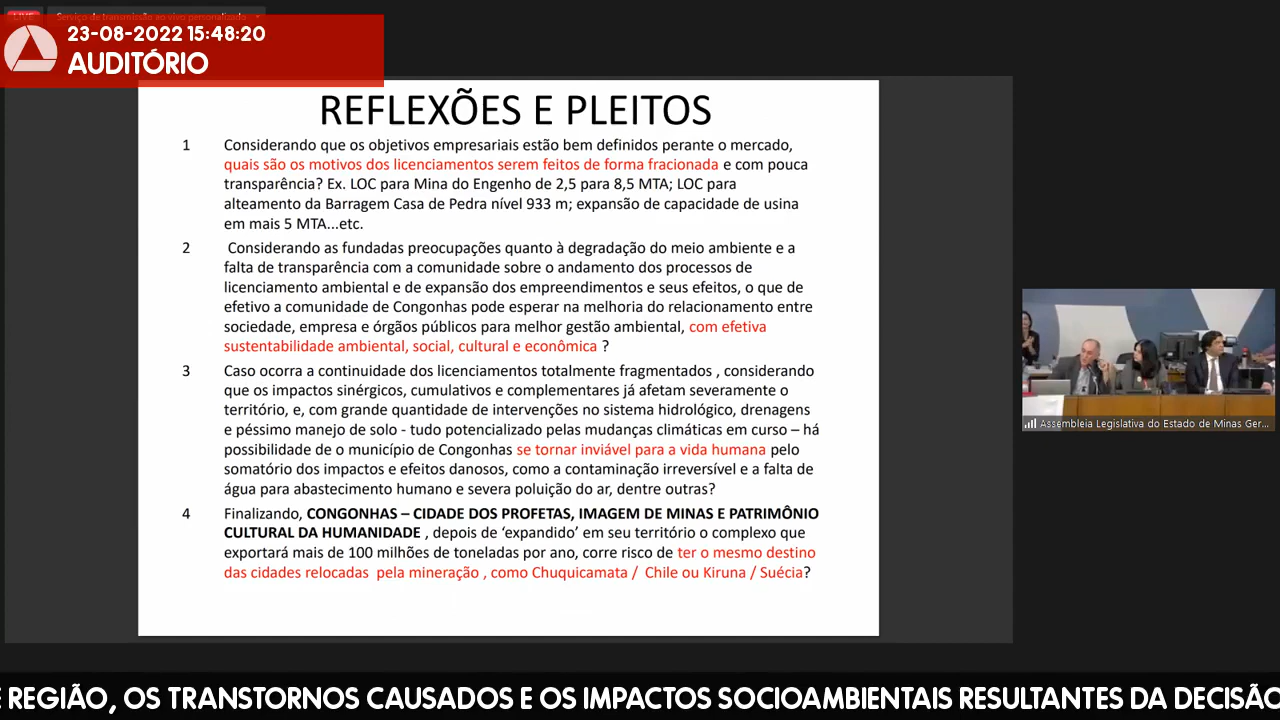 LIVE
Serviço de transmissão ao vivo personalizado
23-08-2022 15:48:20
AUDITÓRIO
REFLEXÕES E PLEITOS
1 Considerando que os objetivos empresariais estão bem definidos perante o mercado,
quais são os motivos dos licenciamentos serem feitos de forma fracionada e com pouca
transparência? Ex. LOC para Mina do Engenho de 2,5 para 8,5 MTA; LOC para
alteamento da Barragem Casa de Pedra nível 933 m; expansão de capacidade de usina
em mais 5 MTA...etc.
2 Considerando as fundadas preocupações quanto à degradação do meio ambiente e a
falta de transparência com a comunidade sobre o andamento dos processos de
licenciamento ambiental e de expansão dos empreendimentos e seus efeitos, o que de
efetivo a comunidade de Congonhas pode esperar na melhoria do relacionamento entre
sociedade, empresa e órgãos públicos para melhor gestão ambiental, com efetiva
sustentabilidade ambiental, social, cultural e econômica ?
3 Caso ocorra a continuidade dos licenciamentos totalmente fragmentados , considerando
que os impactos sinérgicos, cumulativos e complementares já afetam severamente o
território, e, com grande quantidade de intervenções no sistema hidrológico, drenagens
e péssimo manejo de solo - tudo potencializado pelas mudanças climáticas em curso – há
possibilidade de o município de Congonhas se tornar inviável para a vida humana pelo
somatório dos impactos e efeitos danosos, como a contaminação irreversível e a falta de
água para abastecimento humano e severa poluição do ar, dentre outras?
4 Finalizando, CONGONHAS – CIDADE DOS PROFETAS, IMAGEM DE MINAS E PATRIMÔNIO
CULTURAL DA HUMANIDADE , depois de ‘expandido’ em seu território o complexo que
exportará mais de 100 milhões de toneladas por ano, corre risco de ter o mesmo destino
das cidades relocadas pela mineração , como Chuquicamata / Chile ou Kiruna / Suécia?
Assembleia Legislativa do Estado de Minas Ger...
E REGIÃO, OS TRANSTORNOS CAUSADOS E OS IMPACTOS SOCIOAMBIENTAIS RESULTANTES DA DECISÃO